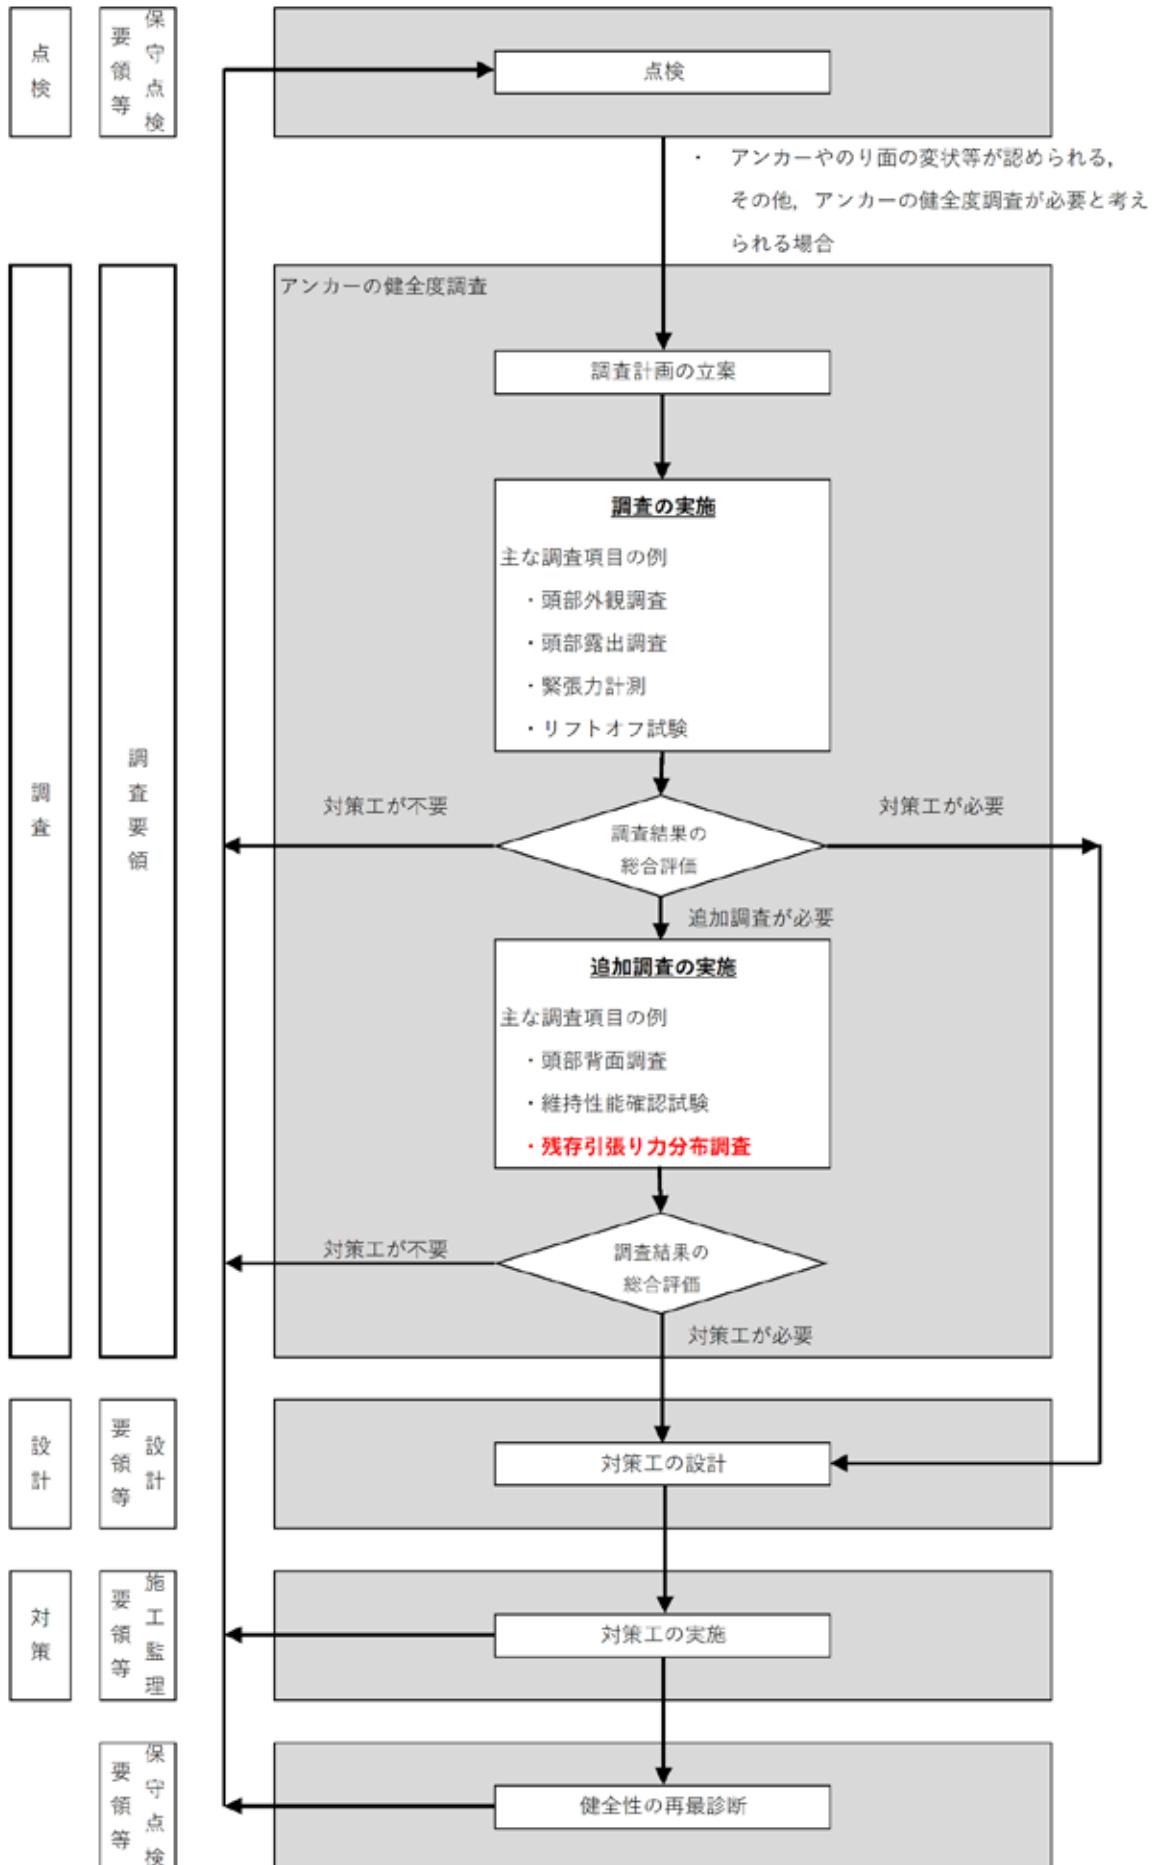 点検
保守点検
要領等
点検
・ アンカーやのり面の変状等が認められる,
その他, アンカーの健全度調査が必要と考え
られる場合
調査
調査要領
アンカーの健全度調査
調査計画の立案
調査の実施
主な調査項目の例
・頭部外観調査
・頭部露出調査
・緊張力計測
・リフトオフ試験
対策工が不要
調査結果の
総合評価
対策工が必要
追加調査が必要
追加調査の実施
主な調査項目の例
・頭部背面調査
・維持性能確認試験
・残存引張り力分布調査
対策工が不要
調査結果の
総合評価
対策工が必要
設計
設計
要領等
対策工の設計
対策
施工監理
要領等
対策工の実施
保守点検
要領等
健全性の再最診断